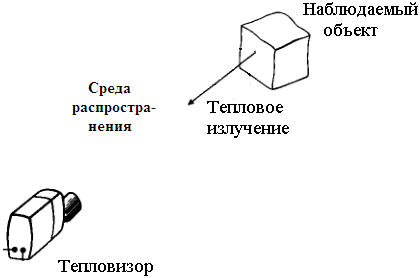 Наблюдаемый
объект
Среда
распростра-
нения
Тепловое
излучение
Тепловизор